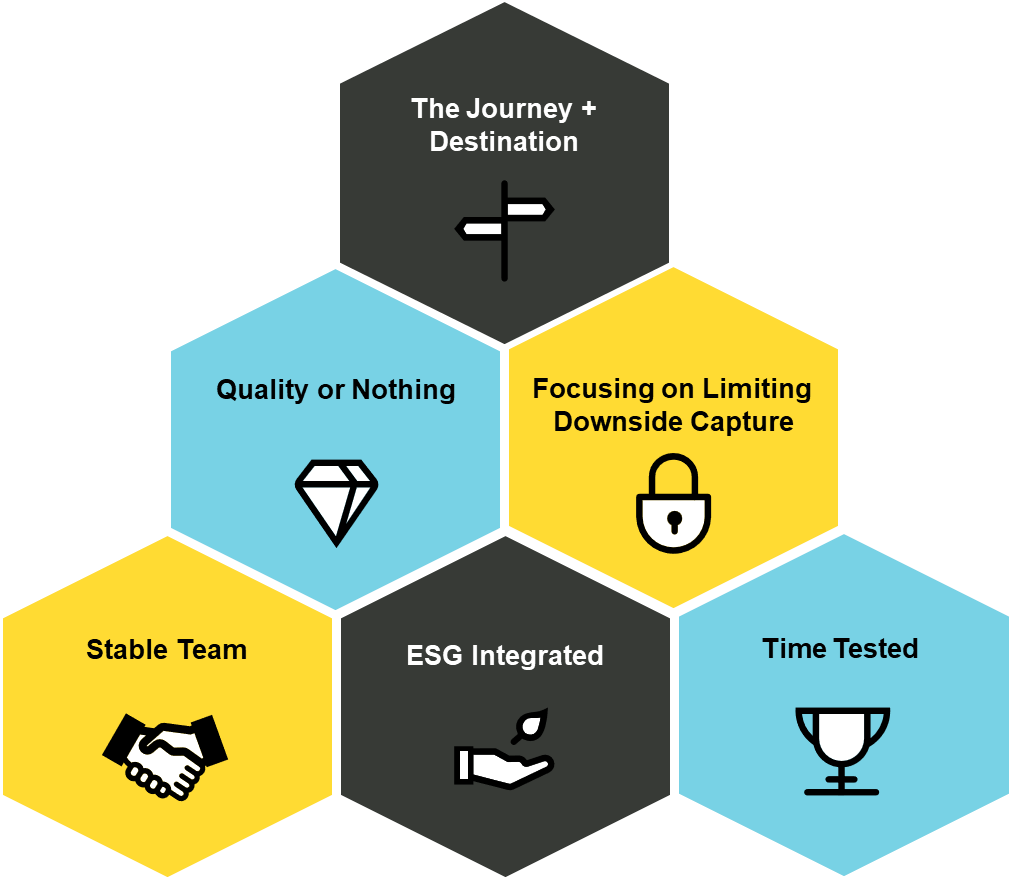 The Journey +
Destination
Quality or Nothing
Focusing on Limiting
Downside Capture
Stable Team
ESG Integrated
Time Tested